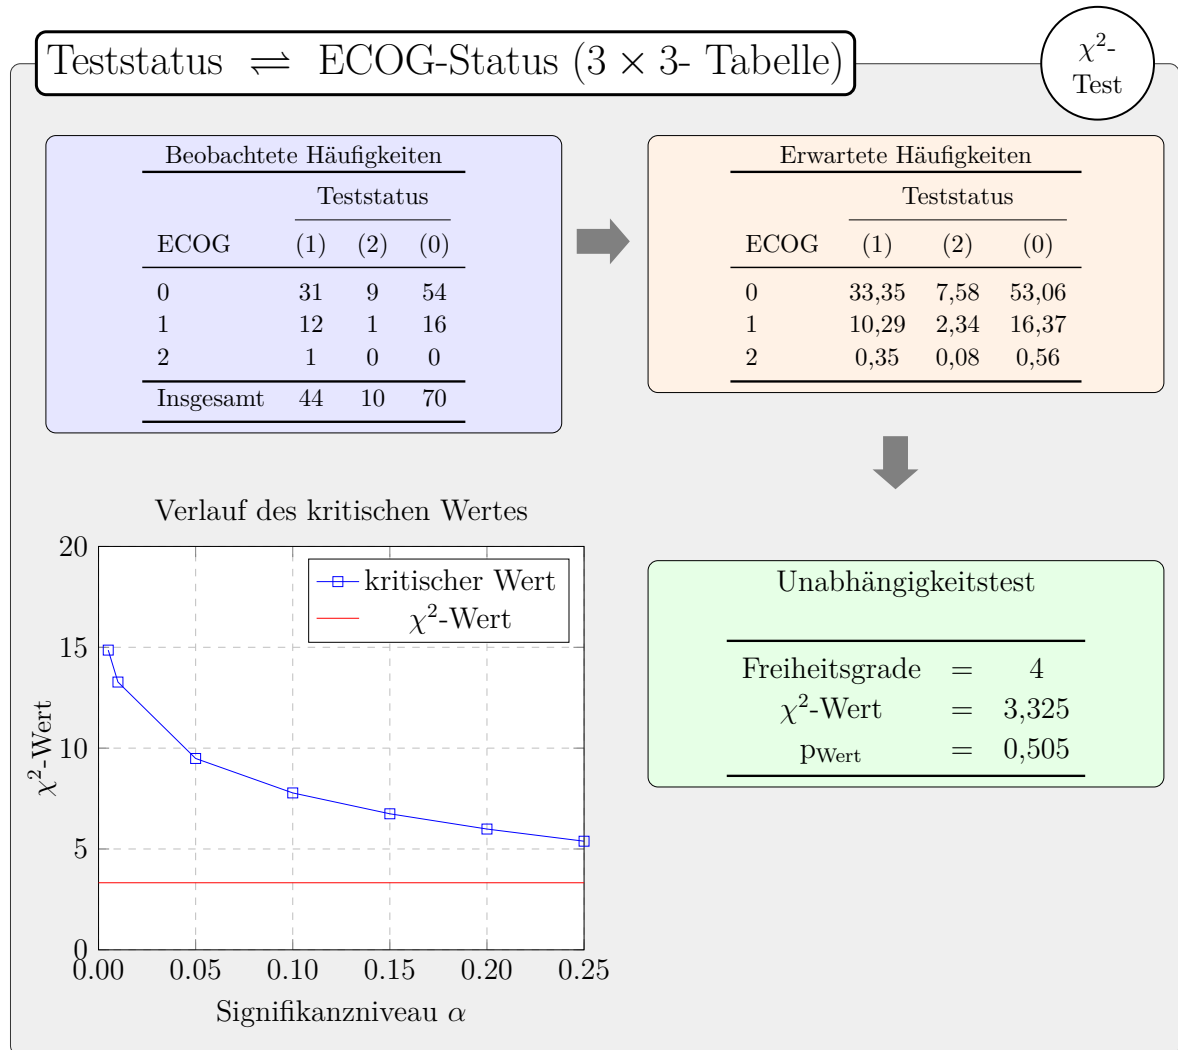 Teststatus ⇌ ECOG-Status (3 × 3- Tabelle)
χ²-
Test
Beobachtete Häufigkeiten
Teststatus
ECOG (1) (2) (0)
0 31 9 54
1 12 1 16
2 1 0 0
Insgesamt 44 10 70
Erwartete Häufigkeiten
Teststatus
ECOG (1) (2) (0)
0 33,35 7,58 53,06
1 10,29 2,34 16,37
2 0,35 0,08 0,56
Verlauf des kritischen Wertes
kritischer Wert
χ²-Wert
χ²-Wert
20
15
10
5
0
0.00 0.05 0.10 0.15 0.20 0.25
Signifikanzniveau α
Unabhängigkeitstest
Freiheitsgrade = 4
χ²-Wert = 3,325
pWert = 0,505